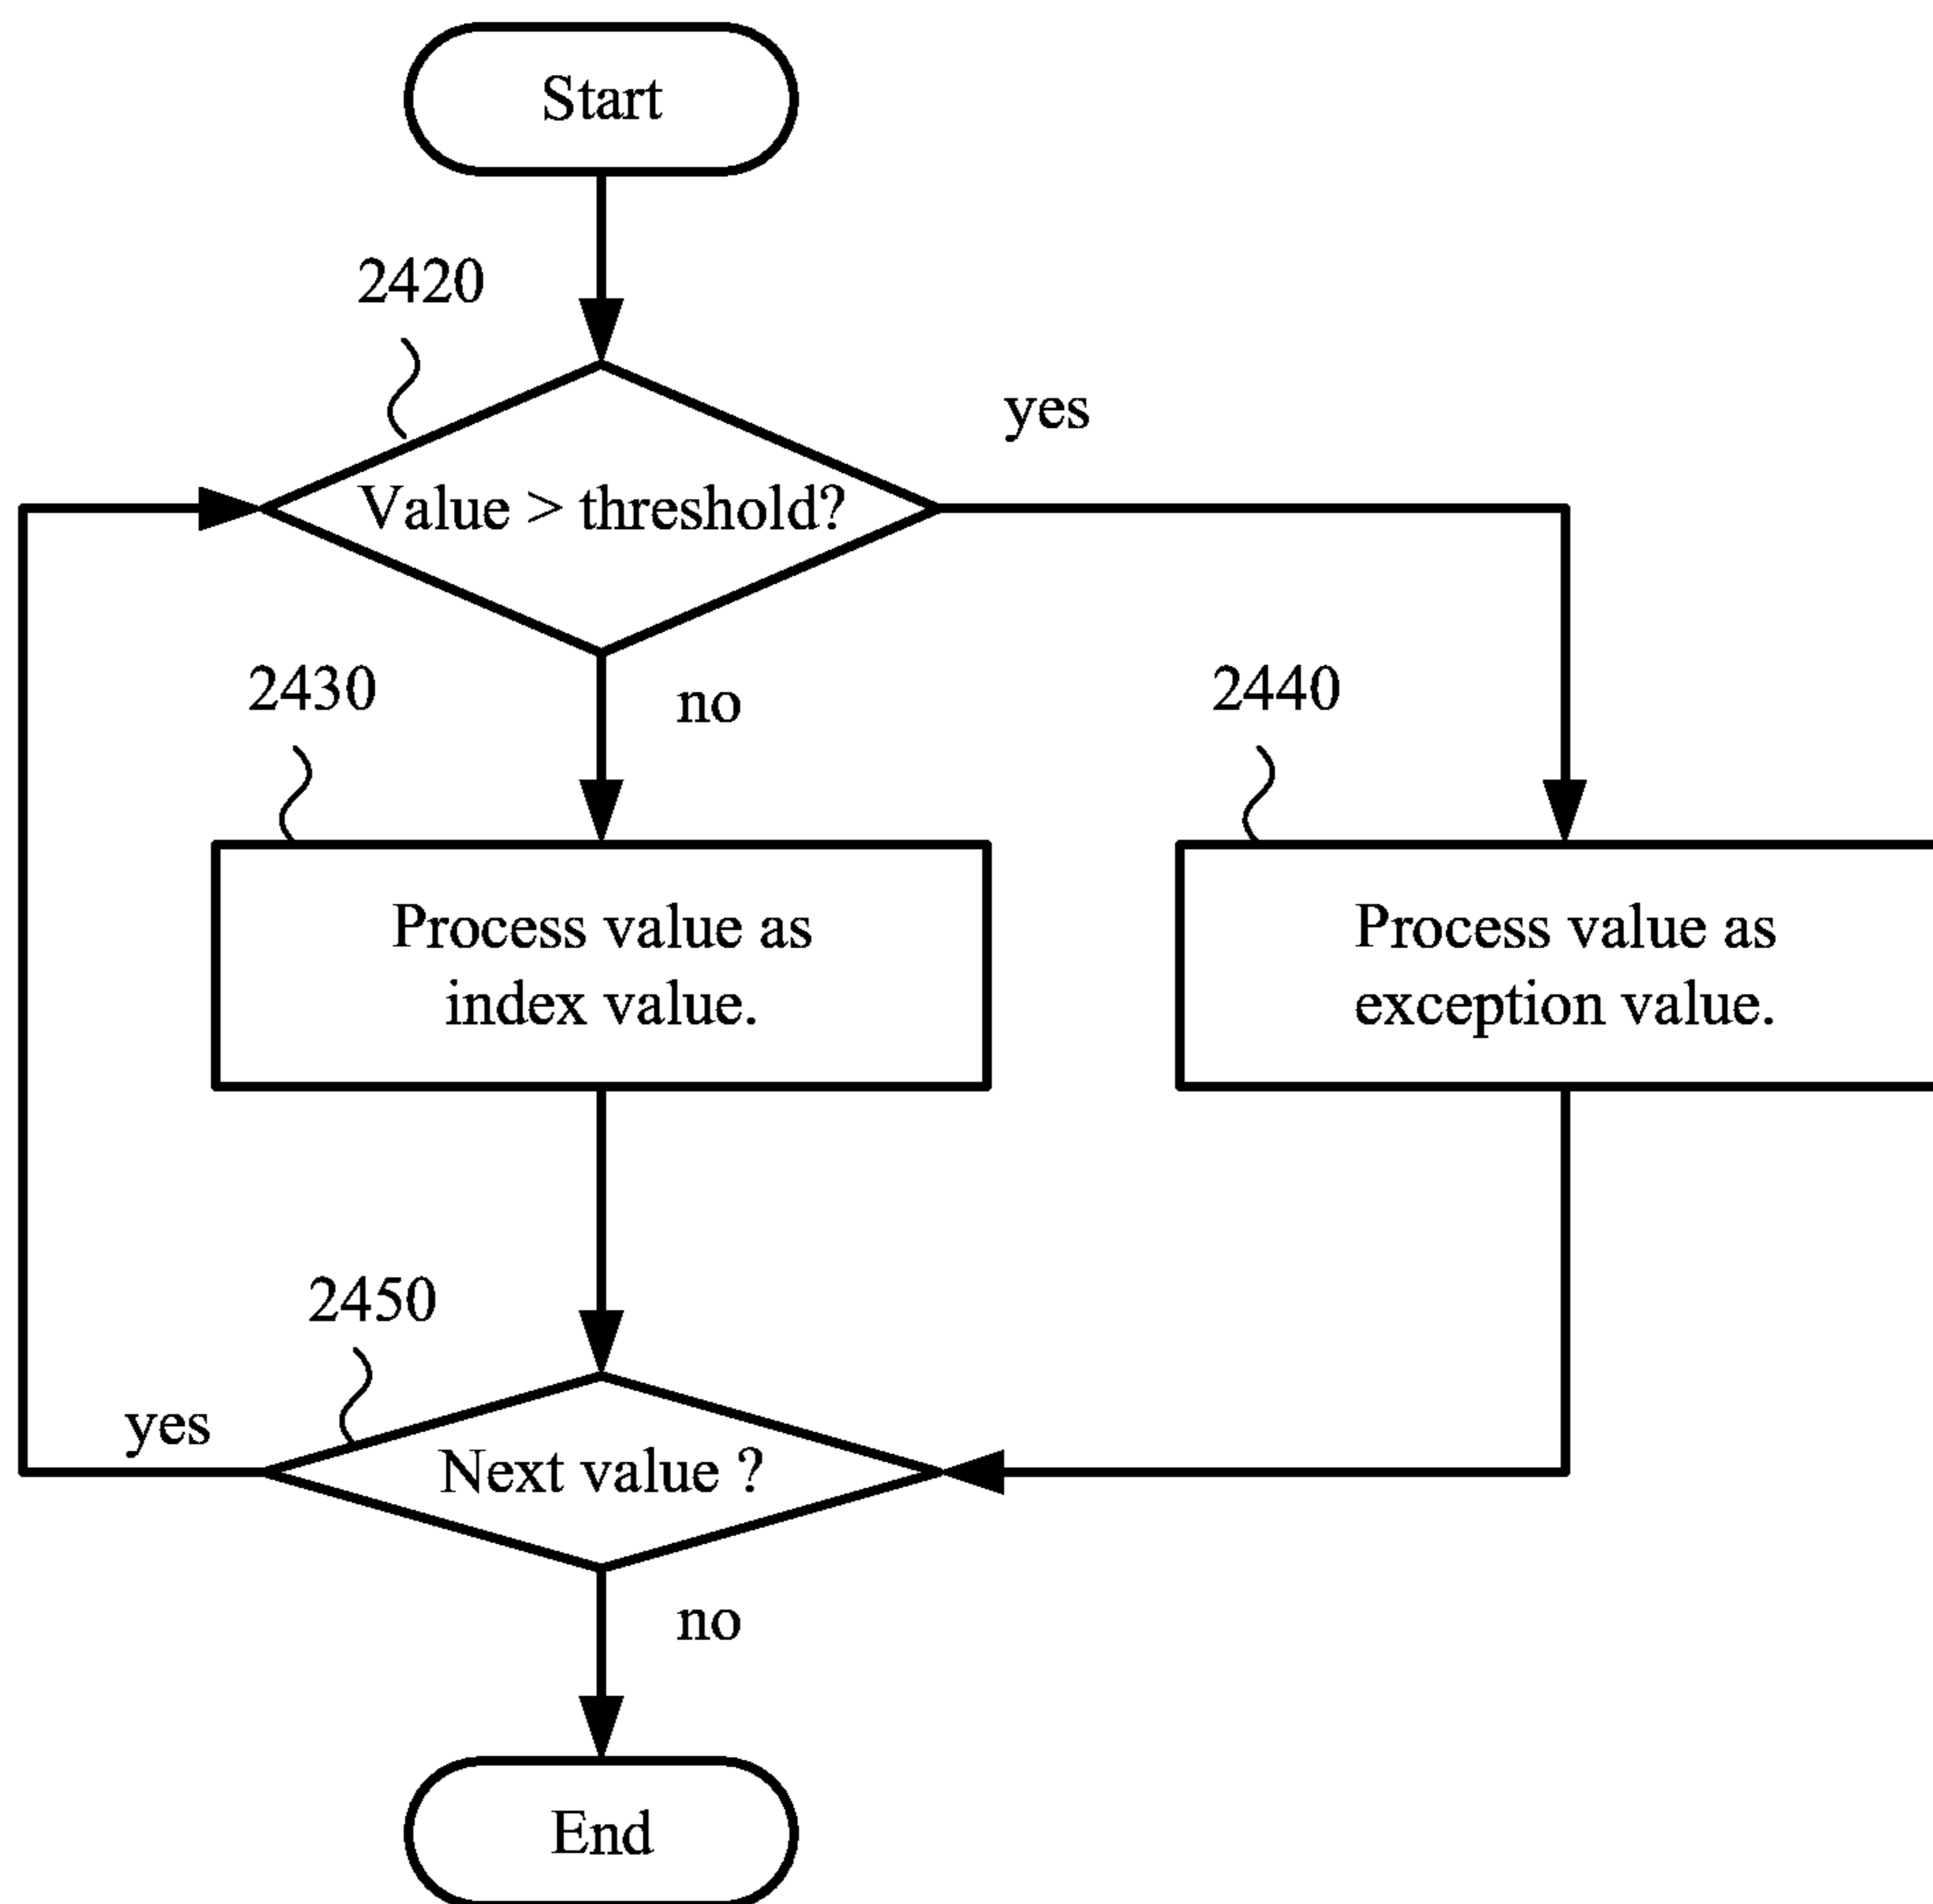 Start
2420
yes
Value > threshold?
2430
no
2440
Process value as
index value.
Process value as
exception value.
2450
yes
Next value ?
no
End